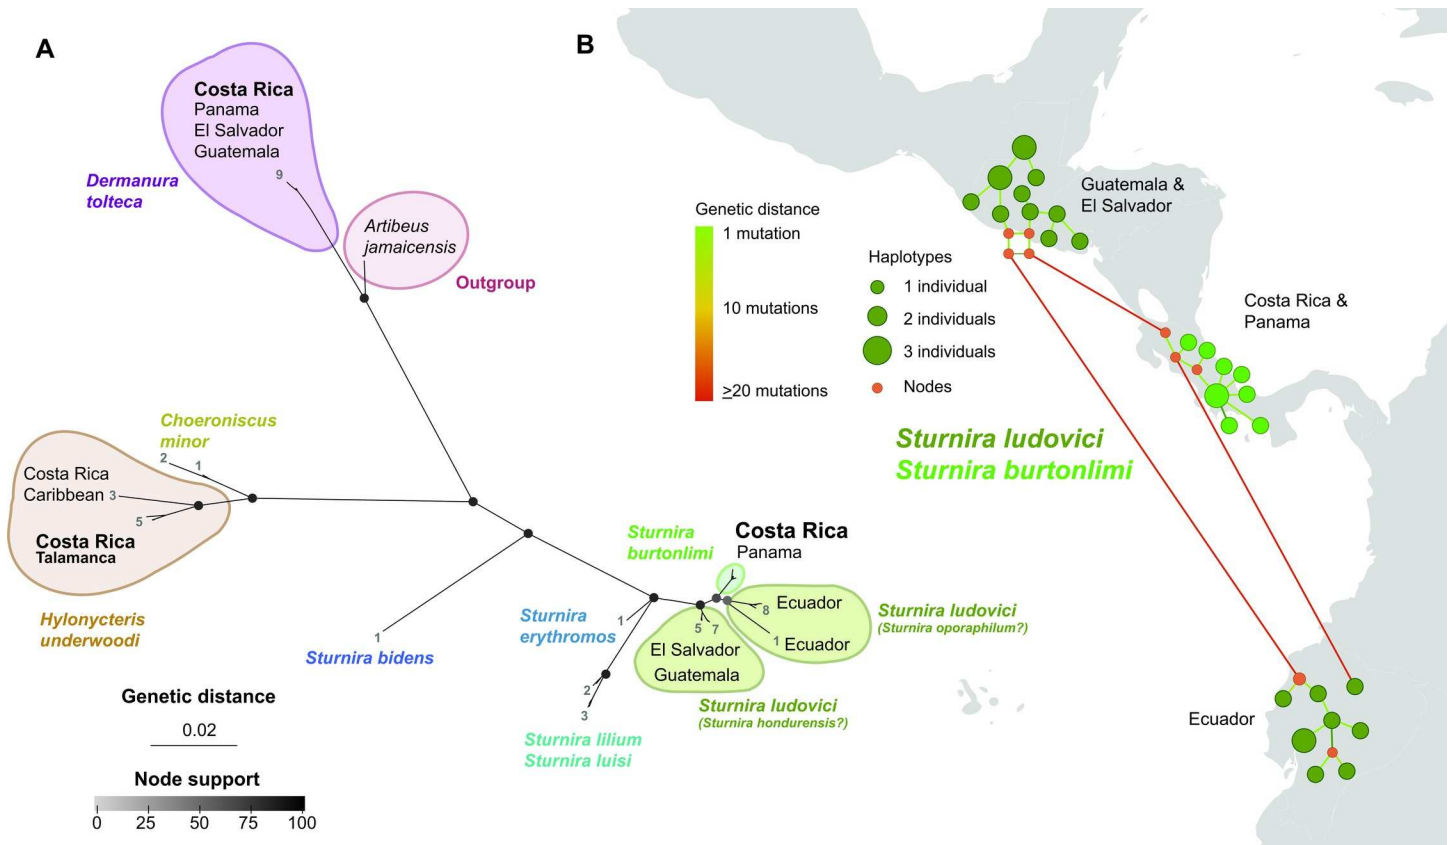 A
Costa Rica
Panama
El Salvador
Guatemala
9
Dermanura
tolteca
Artibeus
jamaicensis
Outgroup
Choeroniscus
minor
2
1
Costa Rica
Caribbean 3
5
Costa Rica
Talamanca
Hylonycteris
underwoodi
1
Sturnira bidens
Sturnira
burtonlimi
Costa Rica
Panama
Sturnira
erythromos
1
8 Ecuador
1 Ecuador
5 7
El Salvador
Guatemala
Sturnira ludovici
(Sturnira oporaphilum?)
Sturnira ludovici
(Sturnira hondurensis?)
2
3
Sturnira lilium
Sturnira luisi
Genetic distance
0.02
Node support
0 25 50 75 100
B
Genetic distance
1 mutation
10 mutations
≥20 mutations
Haplotypes
1 individual
2 individuals
3 individuals
Nodes
Guatemala &
El Salvador
Costa Rica &
Panama
Sturnira ludovici
Sturnira burtonlimi
Ecuador